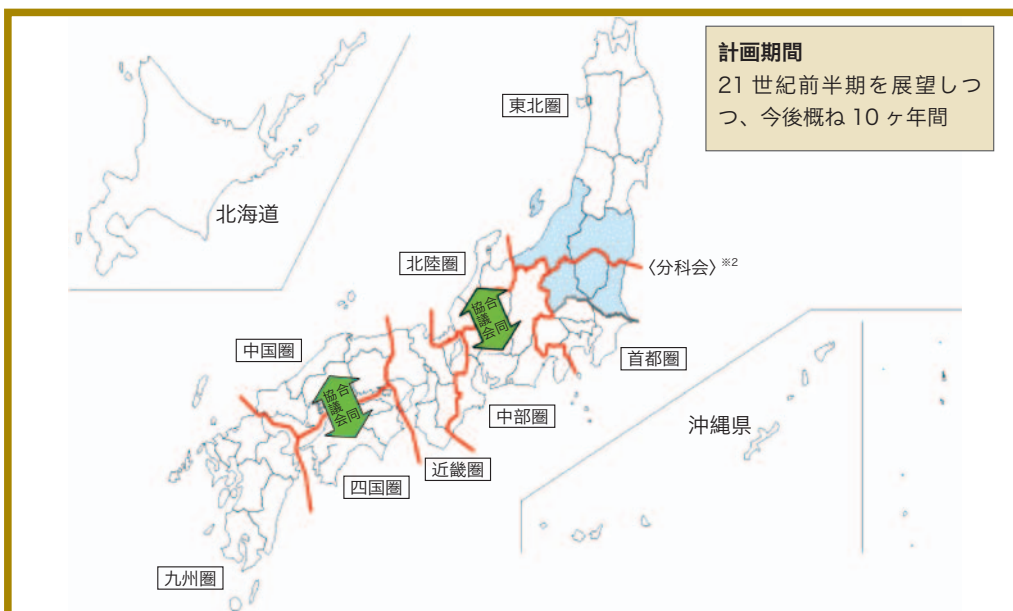 計画期間
21 世紀前半期を展望しつ
つ、今後概ね 10 ヶ年間
東北圏
北海道
〈分科会〉※2
北陸圏
合同
協議会
首都圏
中国圏
合同
協議会
中部圏
沖縄県
近畿圏
四国圏
九州圏